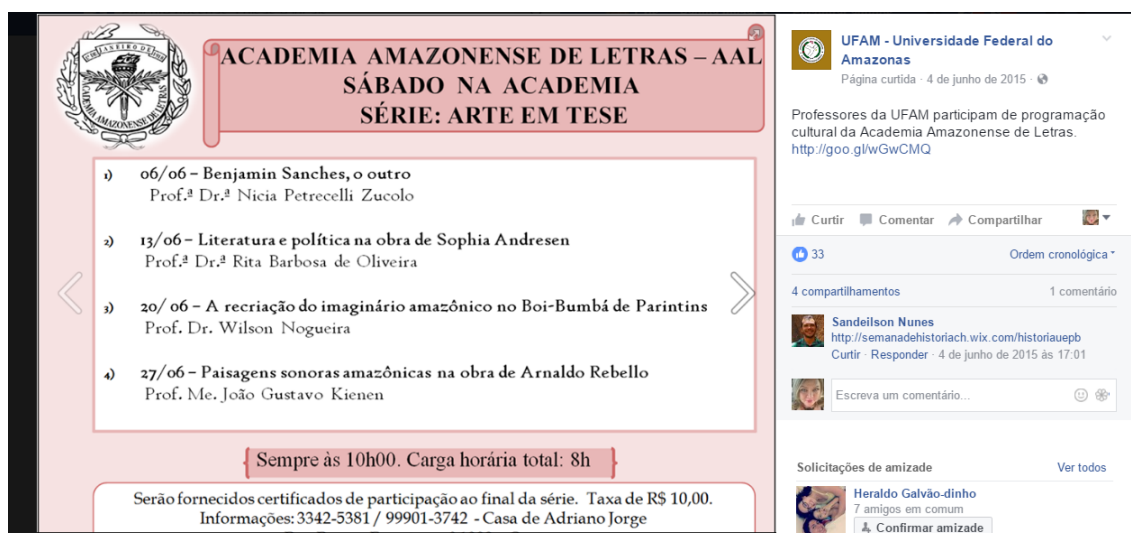 ACADEMIA AMAZONENSE DE LETRAS – AAL
SÁBADO NA ACADEMIA
SÉRIE: ARTE EM TESE
1) 06/06 – Benjamin Sanches, o outro
Prof.ª Dr.ª Nicia Petrecelli Zucolo
2) 13/06 – Literatura e política na obra de Sophia Andresen
Prof.ª Dr.ª Rita Barbosa de Oliveira
3) 20/ 06 – A recriação do imaginário amazônico no Boi-Bumbá de Parintins
Prof. Dr. Wilson Nogueira
4) 27/06 – Paisagens sonoras amazônicas na obra de Arnaldo Rebello
Prof. Me. João Gustavo Kienen
Sempre às 10h00. Carga horária total: 8h
Serão fornecidos certificados de participação ao final da série. Taxa de R$ 10,00.
Informações: 3342-5381 / 99901-3742 - Casa de Adriano Jorge
UFAM - Universidade Federal do
Amazonas
Página curtida · 4 de junho de 2015 ·
Professores da UFAM participam de programação
cultural da Academia Amazonense de Letras.
http://goo.gl/wGwCMQ
Curtir Comentar Compartilhar
33 Ordem cronológica
4 compartilhamentos 1 comentário
Sandeilson Nunes
http://semanadehistoriach.wix.com/historiauepb
Curtir · Responder · 4 de junho de 2015 às 17:01
Escreva um comentário...
Solicitações de amizade Ver todos
Heraldo Galvão-dinho
7 amigos em comum
Confirmar amizade